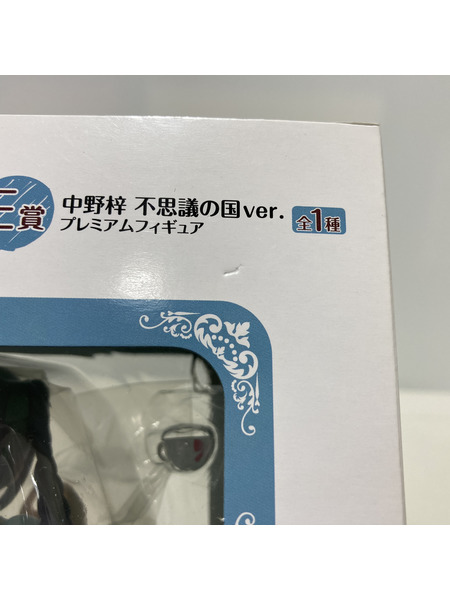 賞
中野梓 不思議の国ver.
プレミアムフィギュア
全1種